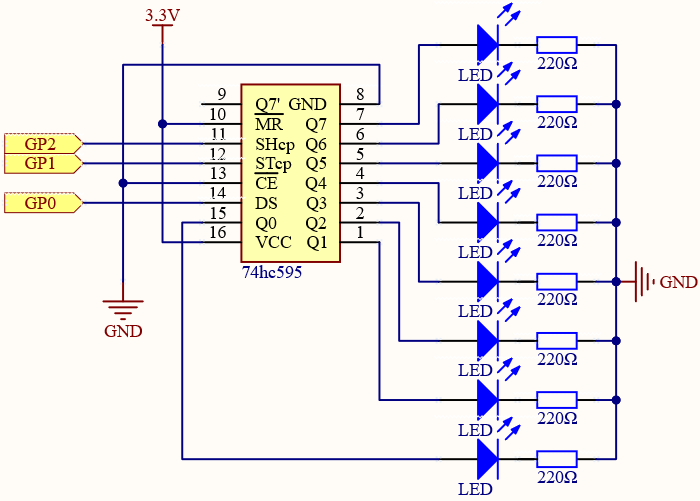 3.3V
LED
220Ω
9 Q7' GND 8
10 MR Q7 7
GP2 11 SHcp Q6 6
GP1 12 STcp Q5 5
13 CE Q4 4
GP0 14 DS Q3 3
15 Q0 Q2 2
16 VCC Q1 1
74hc595
GND
LED
220Ω
LED
220Ω
LED
220Ω
LED
220Ω
GND
LED
220Ω
LED
220Ω
LED
220Ω